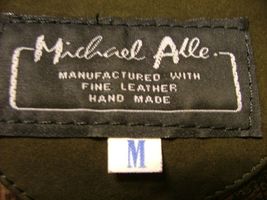 Michael Alle.
MANUFACTURED WITH
FINE LEATHER
HAND MADE
M